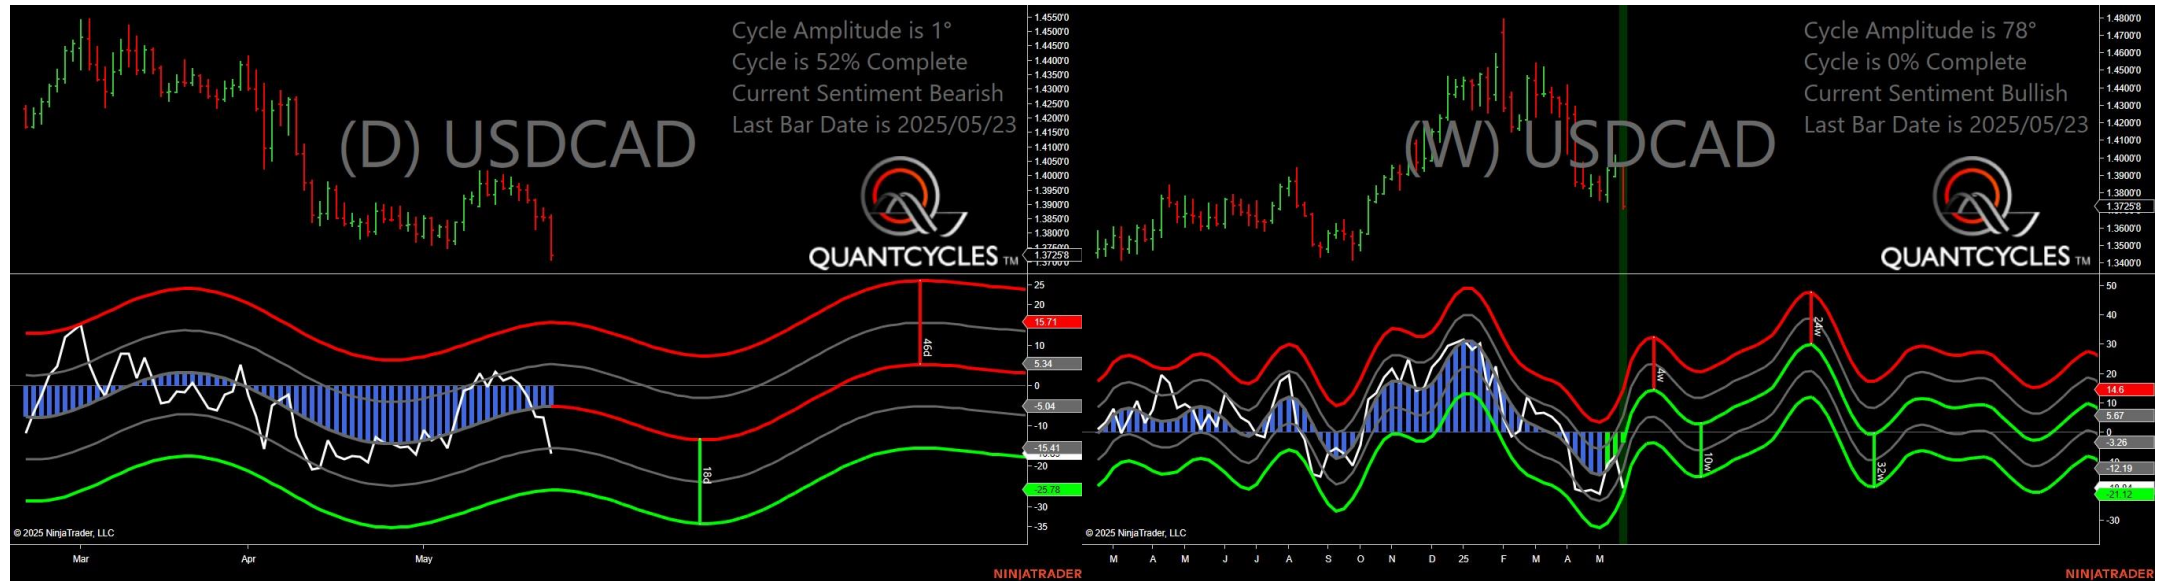 Cycle Amplitude is 1°
Cycle is 52% Complete
Current Sentiment Bearish
Last Bar Date is 2025/05/23
(D) USDCAD
QUANTCYCLES TM
1.4550'0
1.4500'0
1.4450'0
1.4400'0
1.4350'0
1.4300'0
1.4250'0
1.4200'0
1.4150'0
1.4100'0
1.4050'0
1.4000'0
1.3950'0
1.3900'0
1.3850'0
1.3800'0
1.3725'8
25
20
15.71
10
5.34
0
-5.04
-10
-15.41
-20
-25.78
-30
-35
46d
18d
© 2025 NinjaTrader, LLC
Mar
Apr
May
NINJATRADER
Cycle Amplitude is 78°
Cycle is 0% Complete
Current Sentiment Bullish
Last Bar Date is 2025/05/23
(W) USDCAD
QUANTCYCLES TM
1.4800'0
1.4700'0
1.4600'0
1.4500'0
1.4400'0
1.4300'0
1.4200'0
1.4100'0
1.4000'0
1.3900'0
1.3800'0
1.3725'8
1.3600'0
1.3500'0
1.3400'0
50
40
30
20
14.6
10
5.67
0
-3.26
-12.19
-21.12
-30
4w
10w
24w
32w
© 2025 NinjaTrader, LLC
M
A
M
J
J
A
S
O
N
D
25
F
M
A
M
NINJATRADER